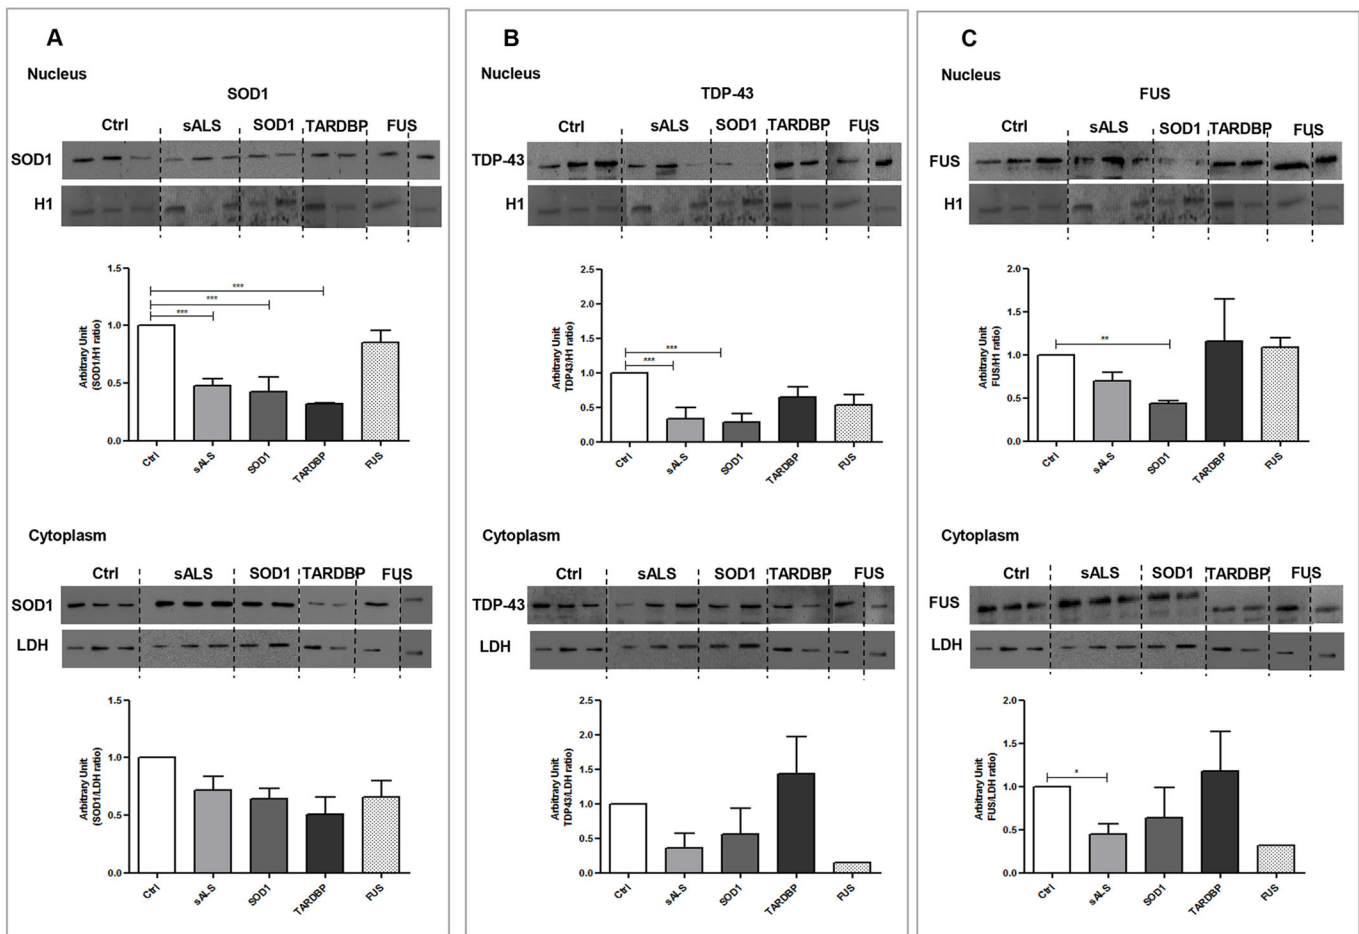 A
Nucleus
SOD1
Ctrl sALS SOD1 TARDBP FUS
SOD1
H1
1.5
1.0
0.5
0.0
Arbitrary Unit
(SOD1/H1 ratio)
***
***
***
Ctrl sALS SOD1 TARDBP FUS
Cytoplasm
Ctrl sALS SOD1 TARDBP FUS
SOD1
LDH
1.5
1.0
0.5
0.0
Arbitrary Unit
(SOD1/LDH ratio)
Ctrl sALS SOD1 TARDBP FUS
B
Nucleus
TDP-43
Ctrl sALS SOD1 TARDBP FUS
TDP-43
H1
2.5
2.0
1.5
1.0
0.5
0.0
Arbitrary Unit
TDP43/H1 ratio)
***
***
Ctrl sALS SOD1 TARDBP FUS
Cytoplasm
Ctrl sALS SOD1 TARDBP FUS
TDP-43
LDH
2.5
2.0
1.5
1.0
0.5
0.0
Arbitrary Unit
TDP43/LDH ratio)
Ctrl sALS SOD1 TARDBP FUS
C
Nucleus
FUS
Ctrl sALS SOD1 TARDBP FUS
FUS
H1
2.0
1.5
1.0
0.5
0.0
Arbitrary Unit
FUS/H1 ratio)
**
Ctrl sALS SOD1 TARDBP FUS
Cytoplasm
Ctrl sALS SOD1 TARDBP FUS
FUS
LDH
2.0
1.5
1.0
0.5
0.0
Arbitrary Unit
FUS/LDH ratio)
*
Ctrl sALS SOD1 TARDBP FUS